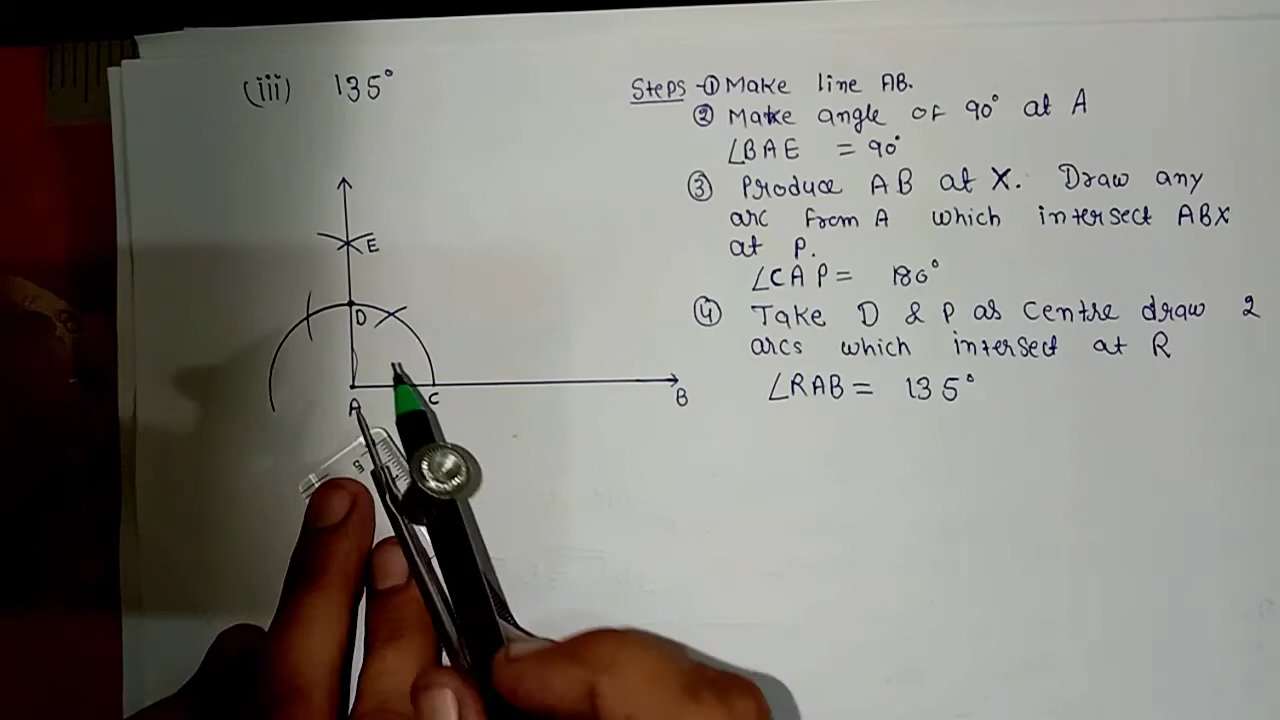 (iii) 135°
Steps - ① Make line AB.
② Make angle of 90° at A
∠BAE = 90°
③ Produce AB at X. Draw any
arc from A which intersect ABX
at P.
∠CAP = 180°
④ Take D & P as Centre draw 2
arcs which intersect at R
∠RAB = 135°
E
D
A
C
B
5